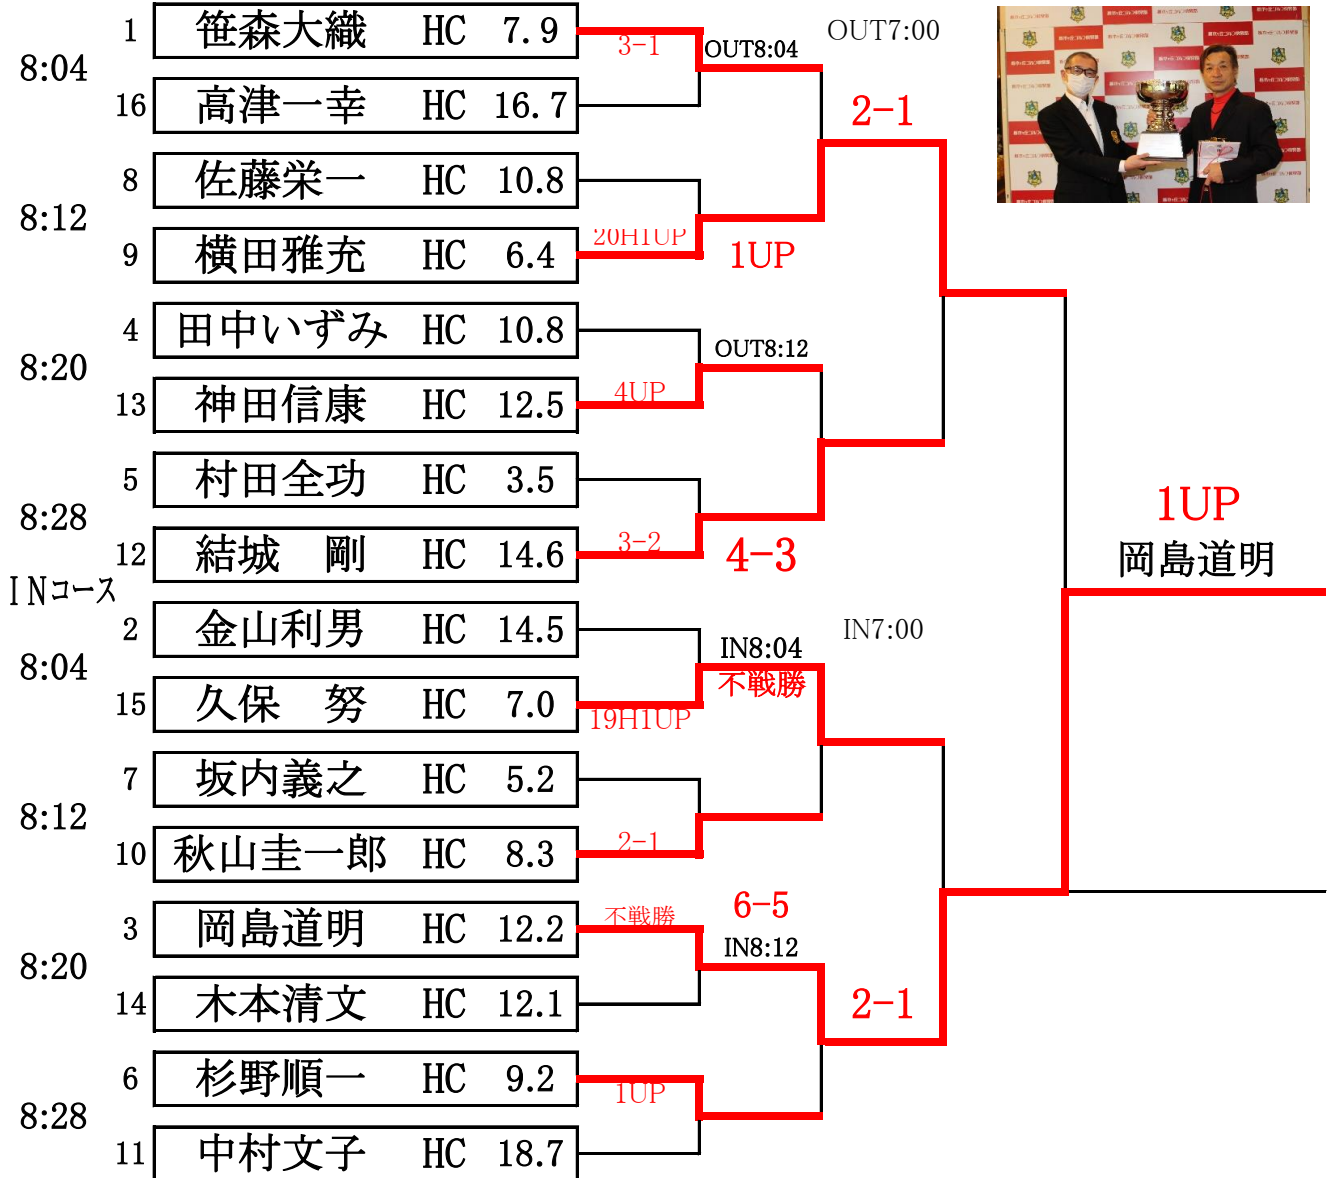 1 笹森大織 HC 7.9
3-1
OUT8:04
OUT7:00
8:04
16 高津一幸 HC 16.7
2-1
8 佐藤栄一 HC 10.8
8:12
20H1UP
1UP
9 横田雅充 HC 6.4
4 田中いずみ HC 10.8
OUT8:12
8:20
4UP
13 神田信康 HC 12.5
5 村田全功 HC 3.5
8:28
3-2
4-3
12 結城 剛 HC 14.6
1UP
岡島道明
INコース
2 金山利男 HC 14.5
IN8:04
IN7:00
8:04
不戦勝
15 久保 努 HC 7.0
19H1UP
7 坂内義之 HC 5.2
8:12
2-1
10 秋山圭一郎 HC 8.3
6-5
不戦勝
3 岡島道明 HC 12.2
IN8:12
8:20
14 木本清文 HC 12.1
2-1
6 杉野順一 HC 9.2
1UP
8:28
11 中村文子 HC 18.7